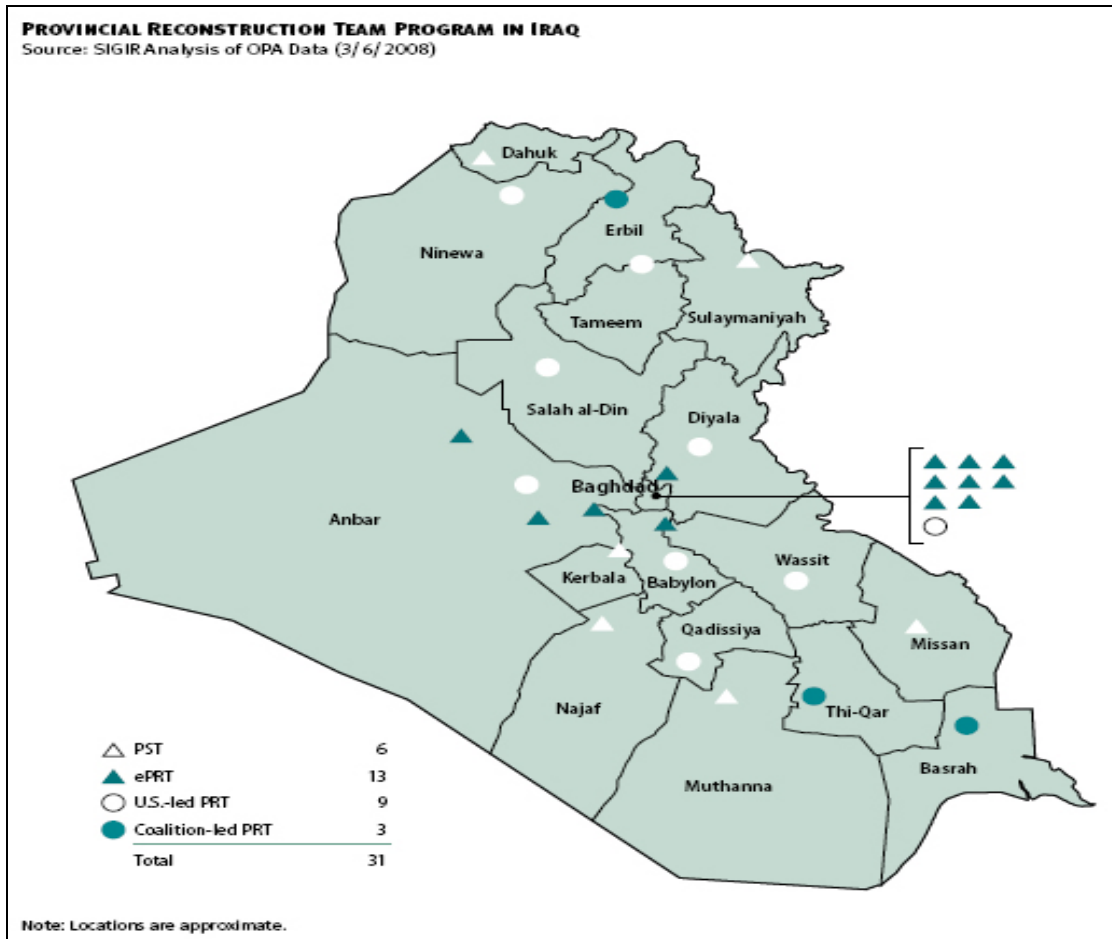 PROVINCIAL RECONSTRUCTION TEAM PROGRAM IN IRAQ
Source: SIGIR Analysis of OPA Data (3/6/2008)
Dahuk
Erbil
Ninewa
Tameem
Sulaymaniyah
Salah al-Din
Diyala
Baghdad
Anbar
Wassit
Kerbala
Babylon
Qadissiya
Missan
Najaf
Thi-Qar
Basrah
Muthanna
PST 6
ePRT 13
U.S.-led PRT 9
Coalition-led PRT 3
Total 31
Note: Locations are approximate.